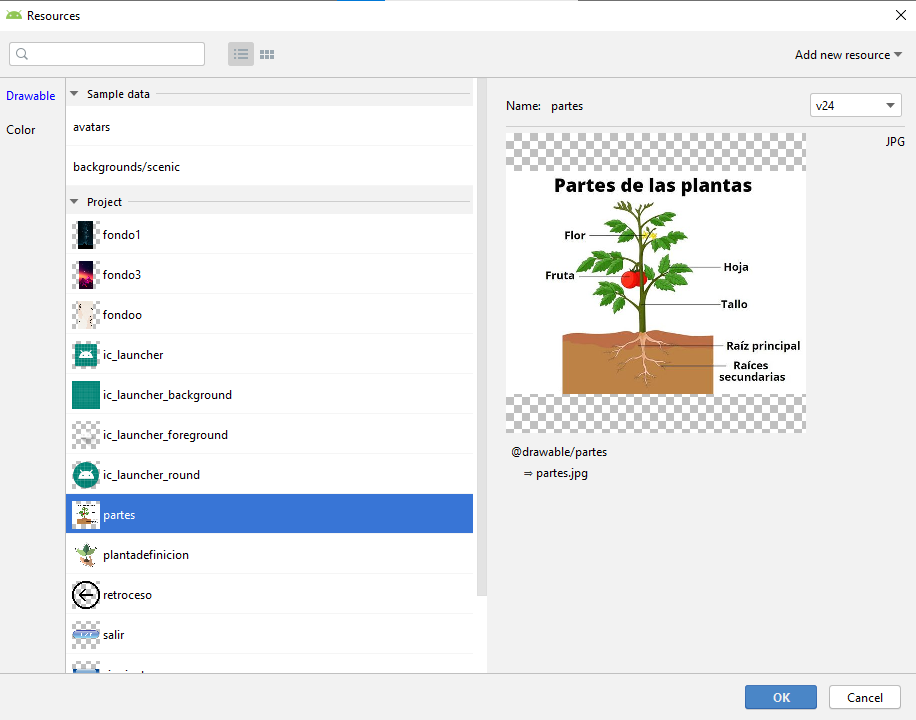 Resources
Add new resource
Drawable
Color
Sample data
avatars
backgrounds/scenic
Project
fondo1
fondo3
fondoo
ic_launcher
ic_launcher_background
ic_launcher_foreground
ic_launcher_round
partes
plantadefinicion
retroceso
salir
Name: partes
v24
JPG
Partes de las plantas
Flor
Hoja
Fruta
Tallo
Raíz principal
Raíces
secundarias
@drawable/partes
⇒ partes.jpg
OK
Cancel